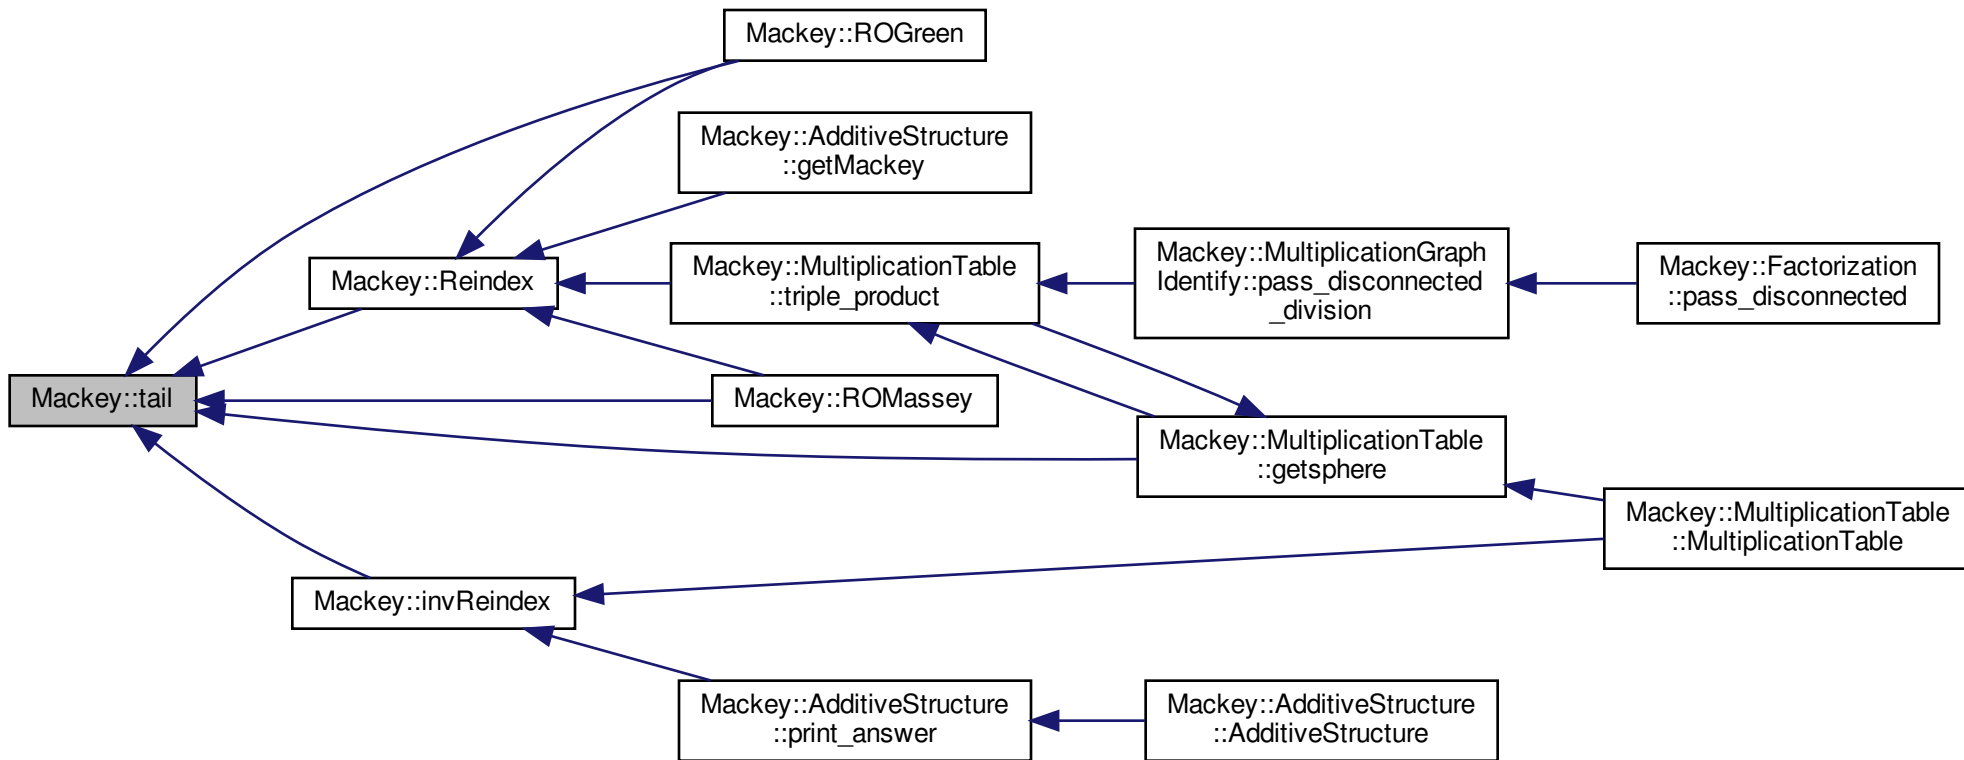 Mackey::ROGreen
Mackey::AdditiveStructure
::getMackey
Mackey::Reindex
Mackey::MultiplicationTable
::triple_product
Mackey::MultiplicationGraph
Identify::pass_disconnected
_division
Mackey::Factorization
::pass_disconnected
Mackey::tail
Mackey::ROMassey
Mackey::MultiplicationTable
::getsphere
Mackey::MultiplicationTable
::MultiplicationTable
Mackey::invReindex
Mackey::AdditiveStructure
::print_answer
Mackey::AdditiveStructure
::AdditiveStructure